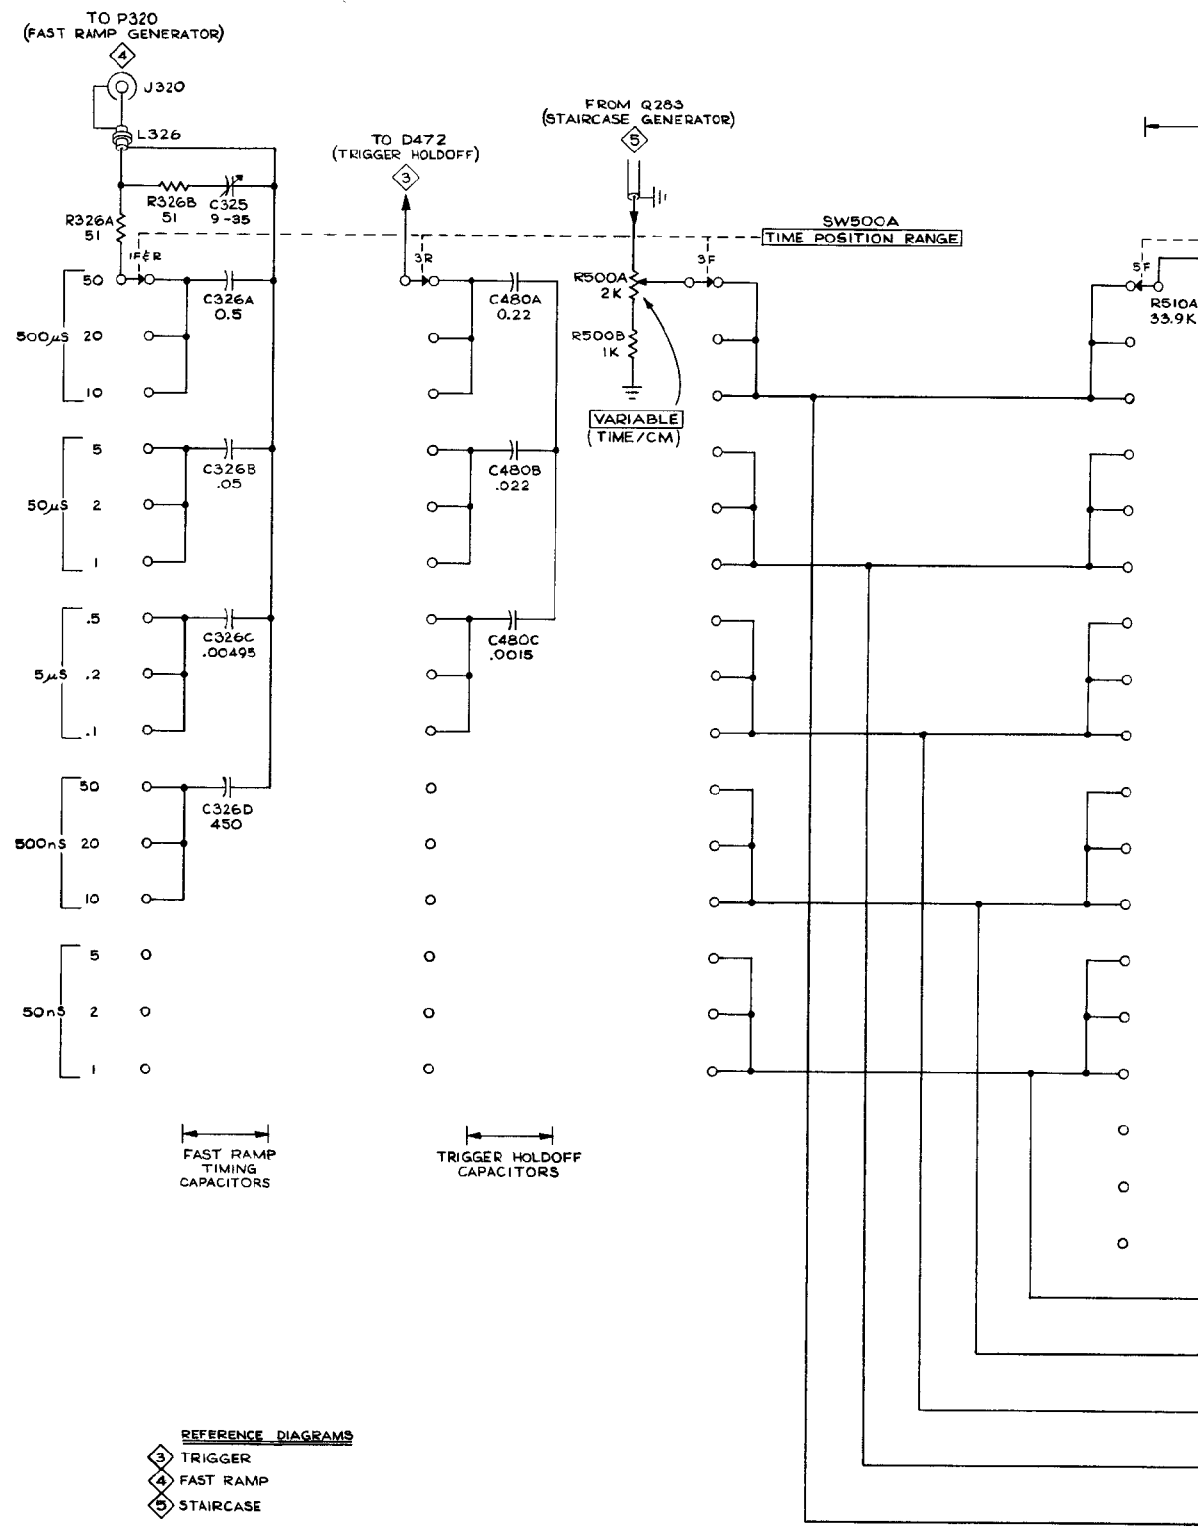 TO P320
(FAST RAMP GENERATOR)
4
J320
L326
R326B
51
C325
9-35
R326A
51
1F&R
TO D472
(TRIGGER HOLDOFF)
3
3R
FROM Q283
(STAIRCASE GENERATOR)
5
SW500A
TIME POSITION RANGE
3F
5F
R500A
2K
R500B
1K
VARIABLE
(TIME/CM)
R510A
33.9K
500µS
50
20
10
C326A
0.5
C480A
0.22
50µS
5
2
1
C326B
.05
C480B
.022
5µS
.5
.2
.1
C326C
.00495
C480C
.0015
500nS
50
20
10
C326D
450
50nS
5
2
1
FAST RAMP
TIMING
CAPACITORS
TRIGGER HOLDOFF
CAPACITORS
REFERENCE DIAGRAMS
3 TRIGGER
4 FAST RAMP
5 STAIRCASE